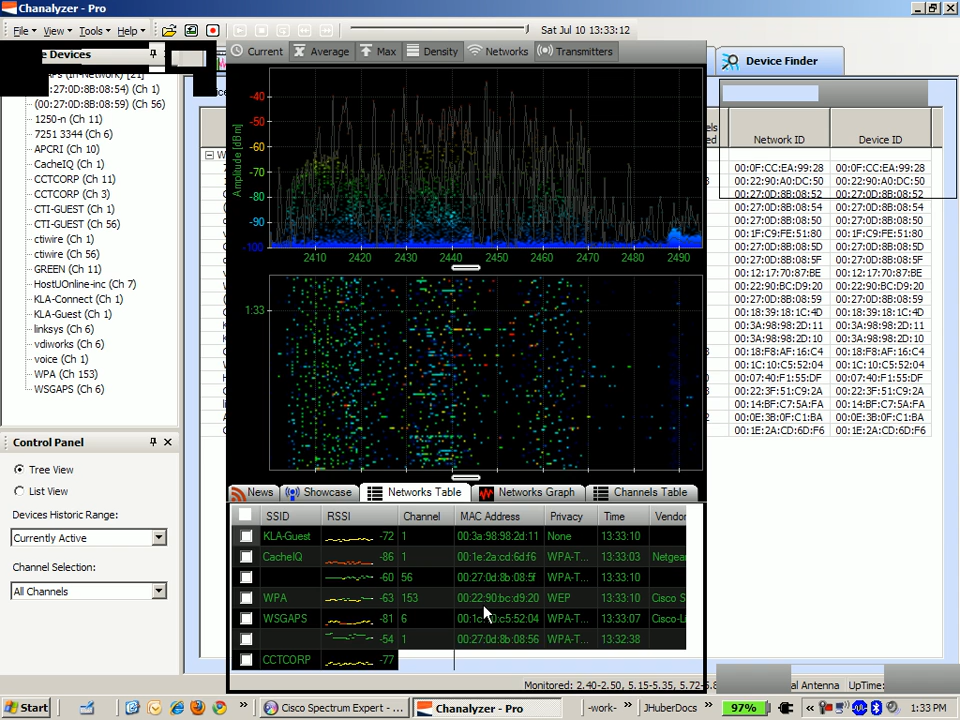 Chanalyzer - Pro
File View Tools Help
Sat Jul 10 13:33:12
Devices
Current Average Max Density Networks Transmitters
Device Finder
(Ch 1)
(00:27:0D:8B:08:59) (Ch 56)
1250-n (Ch 11)
7251 3344 (Ch 6)
APCRI (Ch 10)
CacheIQ (Ch 1)
CCTCORP (Ch 11)
CCTCORP (Ch 3)
CTI-GUEST (Ch 1)
CTI-GUEST (Ch 56)
ctiwire (Ch 1)
ctiwire (Ch 56)
GREEN (Ch 11)
HostUOnline-inc (Ch 7)
KLA-Connect (Ch 1)
KLA-Guest (Ch 1)
linksys (Ch 6)
vdiworks (Ch 6)
voice (Ch 1)
WPA (Ch 153)
WSGAPS (Ch 6)
Control Panel
Tree View
List View
Devices Historic Range:
Currently Active
Channel Selection:
All Channels
Amplitude [dBm]
-40
-50
-60
-70
-80
-90
-100
2410 2420 2430 2440 2450 2460 2470 2480 2490
1:33
Network ID Device ID
00:0F:CC:EA:99:28 00:0F:CC:EA:99:28
00:22:90:A0:DC:50 00:22:90:A0:DC:50
00:27:0D:8B:08:52 00:27:0D:8B:08:52
00:27:0D:8B:08:54 00:27:0D:8B:08:54
00:27:0D:8B:08:50 00:27:0D:8B:08:50
00:1F:C9:FE:51:80 00:1F:C9:FE:51:80
00:27:0D:8B:08:5D 00:27:0D:8B:08:5D
00:27:0D:8B:08:5F 00:27:0D:8B:08:5F
00:12:17:70:87:BE 00:12:17:70:87:BE
00:22:90:BC:D9:20 00:22:90:BC:D9:20
00:27:0D:8B:08:59 00:27:0D:8B:08:59
00:18:39:18:1C:4D 00:18:39:18:1C:4D
00:3A:98:98:2D:11 00:3A:98:98:2D:11
00:3A:98:98:2D:10 00:3A:98:98:2D:10
00:18:F8:AF:16:C4 00:18:F8:AF:16:C4
00:1C:10:C5:52:04 00:1C:10:C5:52:04
00:07:40:F1:55:DF 00:07:40:F1:55:DF
00:22:3F:51:C9:2A 00:22:3F:51:C9:2A
00:14:BF:C7:5A:FA 00:14:BF:C7:5A:FA
00:0E:3B:0F:C1:BA 00:0E:3B:0F:C1:BA
00:1E:2A:CD:6D:F6 00:1E:2A:CD:6D:F6
News Showcase Networks Table Networks Graph Channels Table
SSID RSSI Channel MAC Address Privacy Time Vendor
KLA-Guest -72 1 00:3a:98:98:2d:11 None 13:33:10
CacheIQ -86 1 00:1e:2a:cd:6d:f6 WPA-T... 13:33:03 Netgear
-60 56 00:27:0d:8b:08:5f WPA-T... 13:33:10
WPA -63 153 00:22:90:bc:d9:20 WEP 13:33:10 Cisco S
WSGAPS -81 6 00:1c 0:c5:52:04 WPA-T... 13:33:07 Cisco-Li
-54 1 00:27:0d:8b:08:56 WPA-T... 13:32:38
CCTCORP -77
Monitored: 2.40-2.50, 5.15-5.35, 5.72-5.8 al Antenna UpTime:
Start Cisco Spectrum Expert - ... Chanalyzer - Pro -work- JHuberDocs 97% 1:33 PM